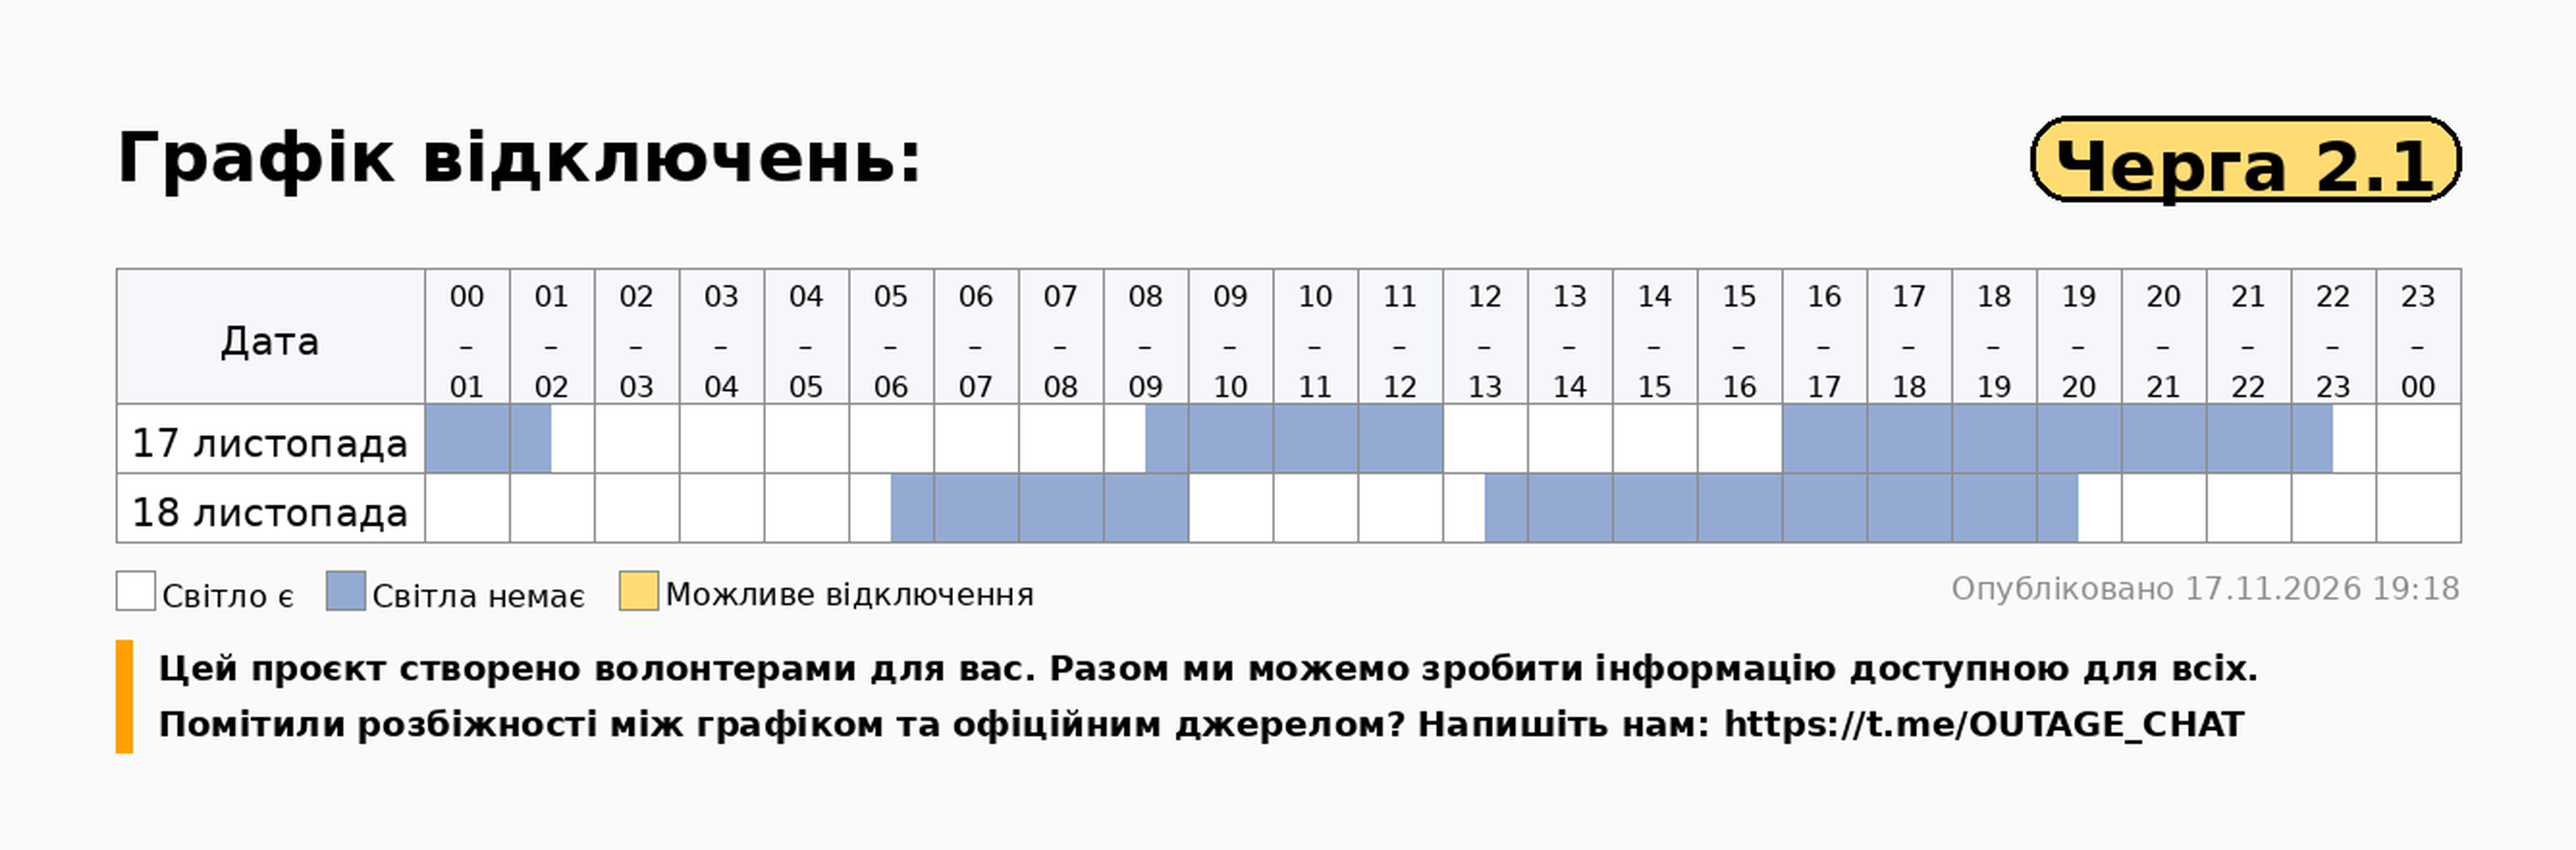 Графік відключень:
Черга 2.1
Дата 00 – 01 01 – 02 02 – 03 03 – 04 04 – 05 05 – 06 06 – 07 07 – 08 08 – 09 09 – 10 10 – 11 11 – 12 12 – 13 13 – 14 14 – 15 15 – 16 16 – 17 17 – 18 18 – 19 19 – 20 20 – 21 21 – 22 22 – 23 23 – 00
17 листопада
18 листопада
Світло є Світла немає Можливе відключення
Опубліковано 17.11.2026 19:18
Цей проєкт створено волонтерами для вас. Разом ми можемо зробити інформацію доступною для всіх.
Помітили розбіжності між графіком та офіційним джерелом? Напишіть нам: https://t.me/OUTAGE_CHAT